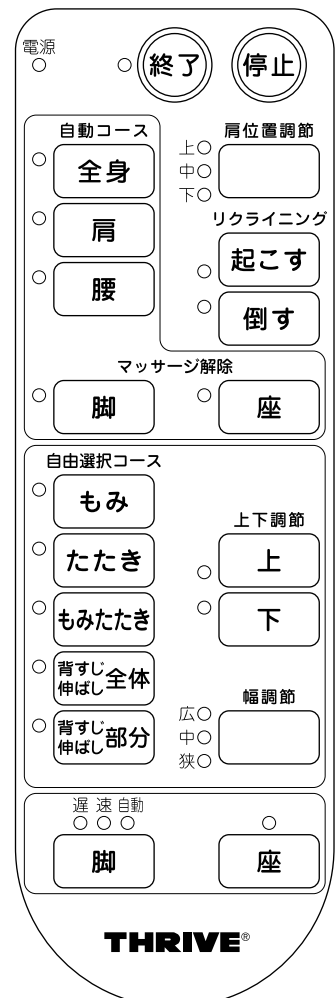 電源
終了
停止
自動コース
全身
肩
腰
肩位置調節
上
中
下
リクライニング
起こす
倒す
マッサージ解除
脚
座
自由選択コース
もみ
たたき
もみたたき
背すじ伸ばし全体
背すじ伸ばし部分
上下調節
上
下
幅調節
広
中
狭
遅 速 自動
脚
座
THRIVE®